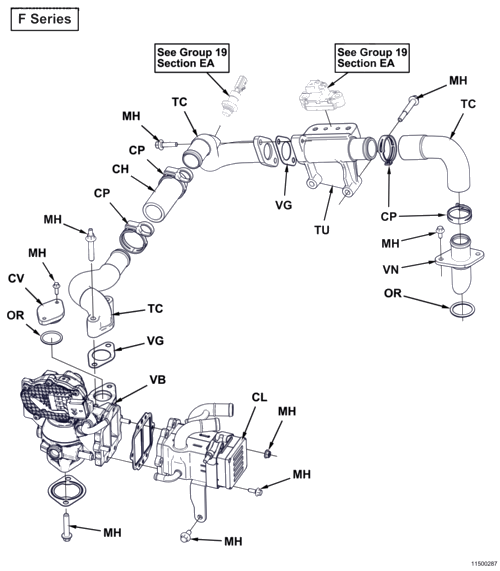 F Series
See Group 19
Section EA
See Group 19
Section EA
MH
TC
TC
MH
CP
CH
VG
CP
TU
CP
MH
MH
MH
VN
CV
OR
TC
OR
VG
VB
CL
MH
MH
MH
MH
11500287